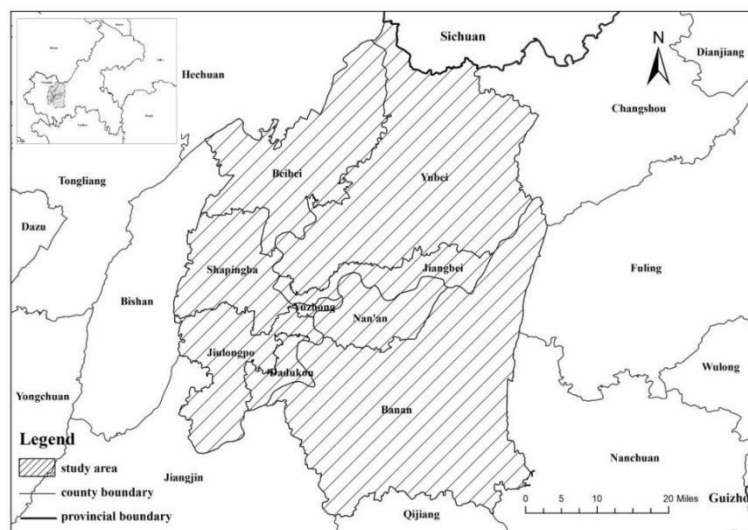 Sichuan
N
Dianjiang
Hechuan
Changshou
Tongliang
Beibei
Yubei
Dazu
Shapingba
Jiangbei
Fuling
Bishan
Yuzhong
Nan'an
Jiulongpo
Dadukou
Wulong
Yongchuan
Banan
Legend
study area
county boundary
provincial boundary
Jiangjin
Nanchuan
0 5 10 20 Miles
Guizho
Qijiang